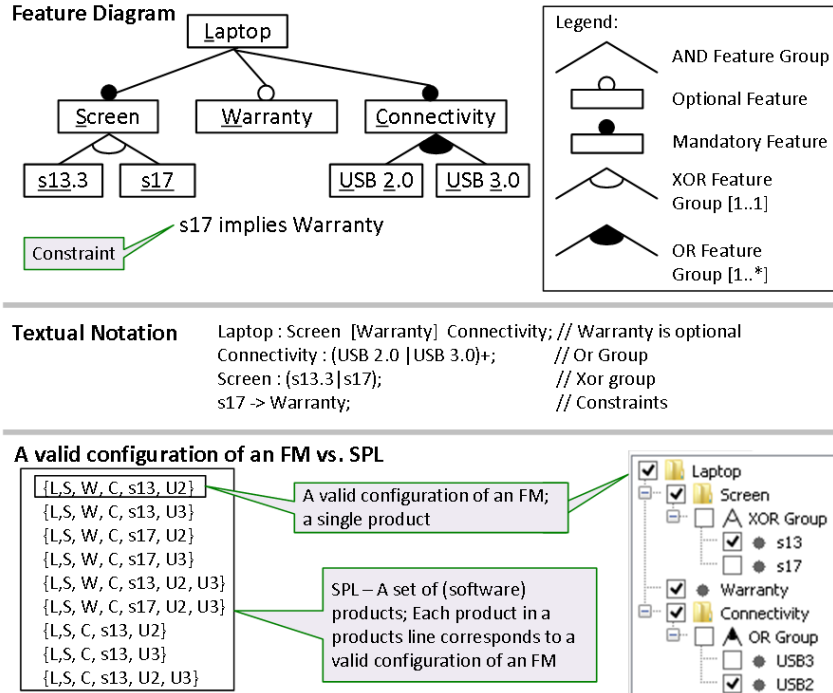 Feature Diagram
Laptop
Screen
Warranty
Connectivity
s13.3
s17
USB 2.0
USB 3.0
s17 implies Warranty
Constraint
Legend:
AND Feature Group
Optional Feature
Mandatory Feature
XOR Feature
Group [1..1]
OR Feature
Group [1..*]
Textual Notation
Laptop : Screen [Warranty] Connectivity; // Warranty is optional
Connectivity : (USB 2.0 | USB 3.0)+; // Or Group
Screen : (s13.3|s17); // Xor group
s17 -> Warranty; // Constraints
A valid configuration of an FM vs. SPL
{L,S, W, C, s13, U2}
{L,S, W, C, s13, U3}
{L,S, W, C, s17, U2}
{L,S, W, C, s17, U3}
{L,S, W, C, s13, U2, U3}
{L,S, W, C, s17, U2, U3}
{L,S, C, s13, U2}
{L,S, C, s13, U3}
{L,S, C, s13, U2, U3}
A valid configuration of an FM;
a single product
SPL – A set of (software)
products; Each product in a
products line corresponds to a
valid configuration of an FM
Laptop
Screen
XOR Group
s13
s17
Warranty
Connectivity
OR Group
USB3
USB2